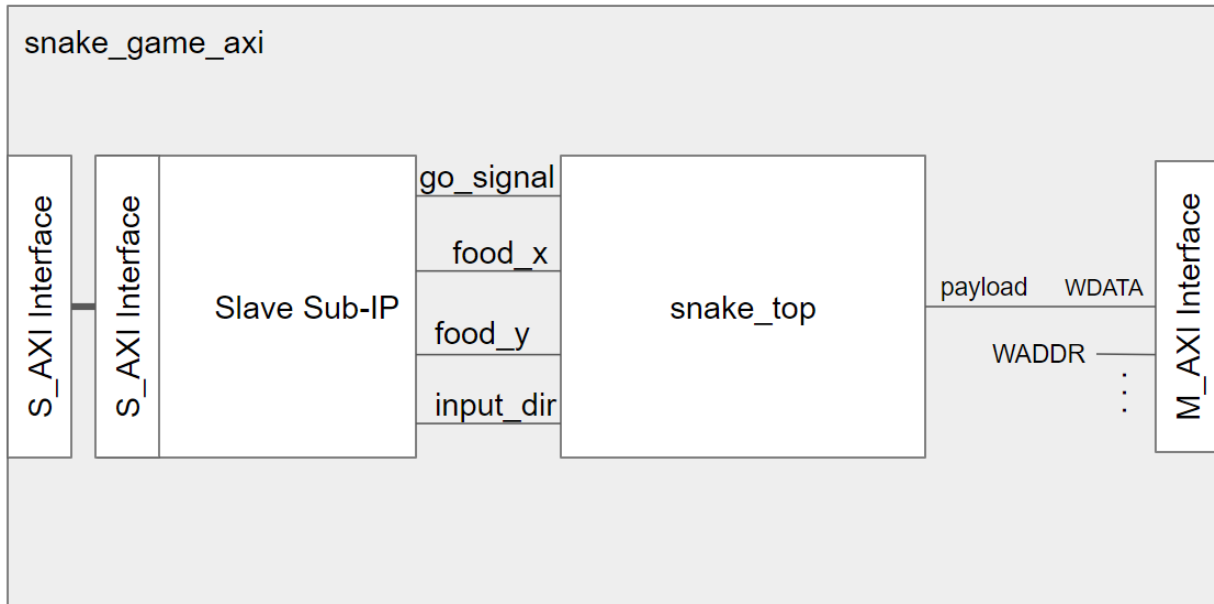 snake_game_axi
S_AXI Interface
S_AXI Interface
Slave Sub-IP
go_signal
food_x
food_y
input_dir
snake_top
payload
WDATA
WADDR
M_AXI Interface